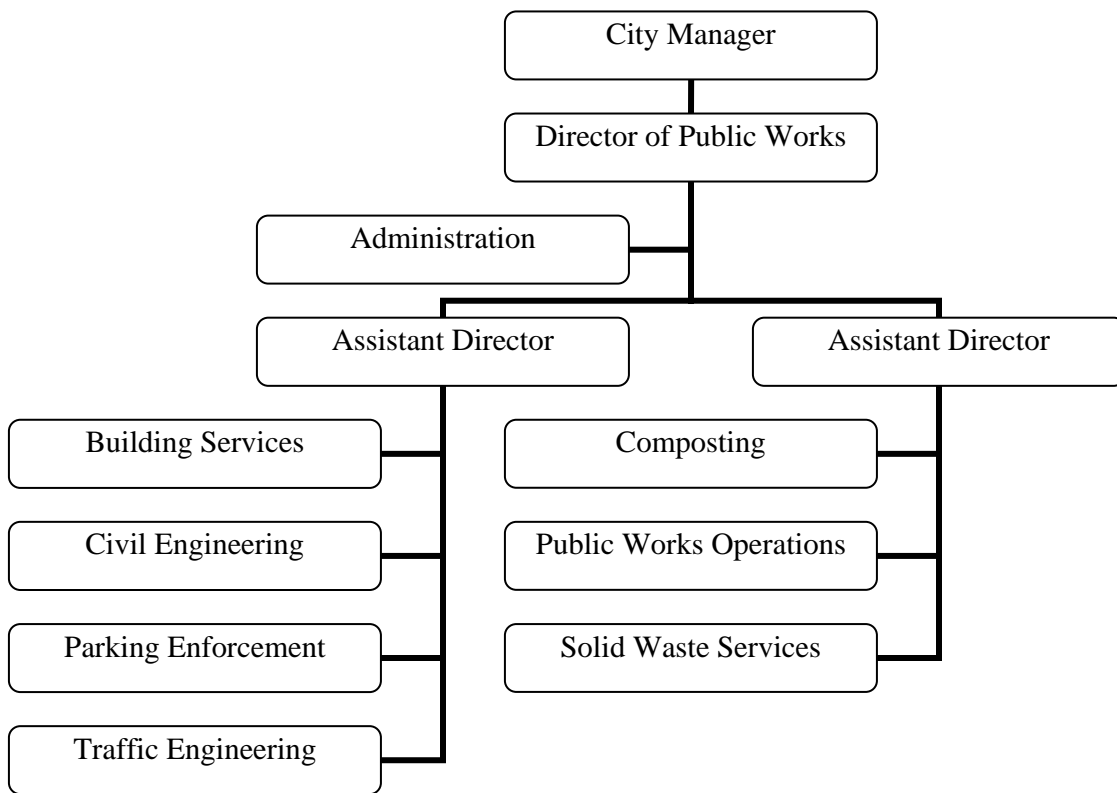 City Manager
Director of Public Works
Administration
Assistant Director
Assistant Director
Building Services
Composting
Civil Engineering
Public Works Operations
Parking Enforcement
Solid Waste Services
Traffic Engineering